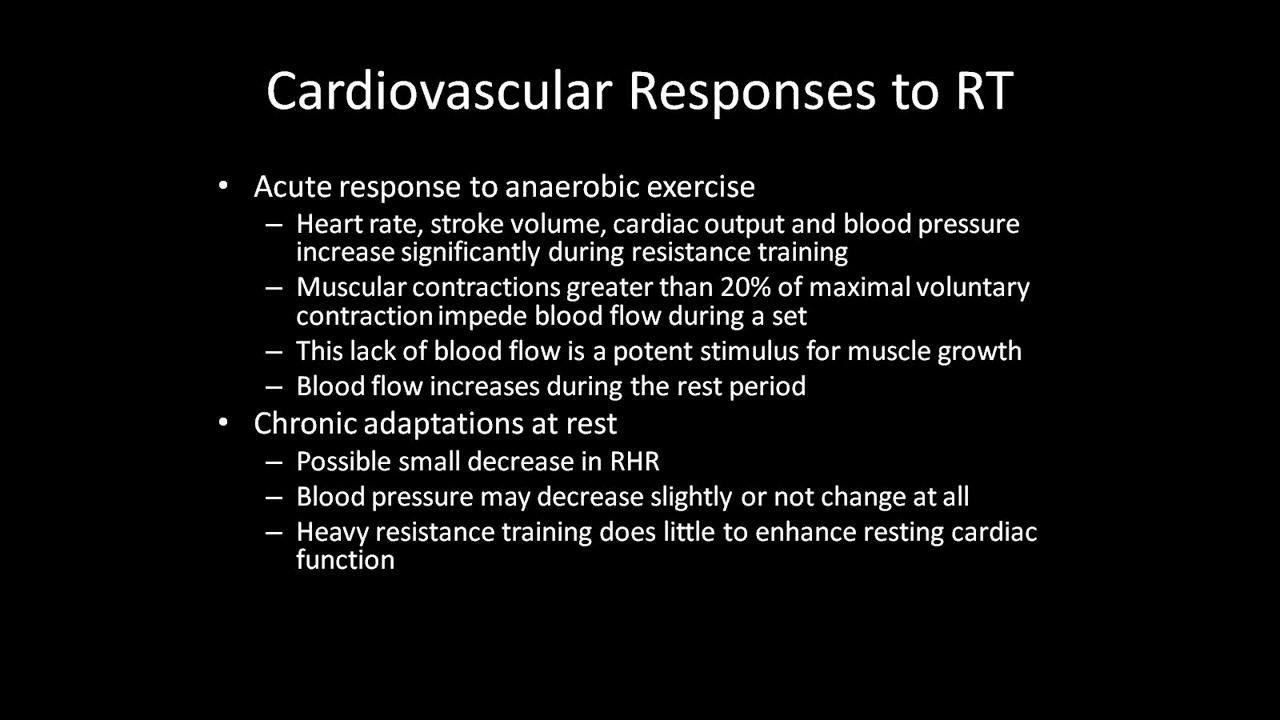 Cardiovascular Responses to RT
• Acute response to anaerobic exercise
– Heart rate, stroke volume, cardiac output and blood pressure
increase significantly during resistance training
– Muscular contractions greater than 20% of maximal voluntary
contraction impede blood flow during a set
– This lack of blood flow is a potent stimulus for muscle growth
– Blood flow increases during the rest period
• Chronic adaptations at rest
– Possible small decrease in RHR
– Blood pressure may decrease slightly or not change at all
– Heavy resistance training does little to enhance resting cardiac
function